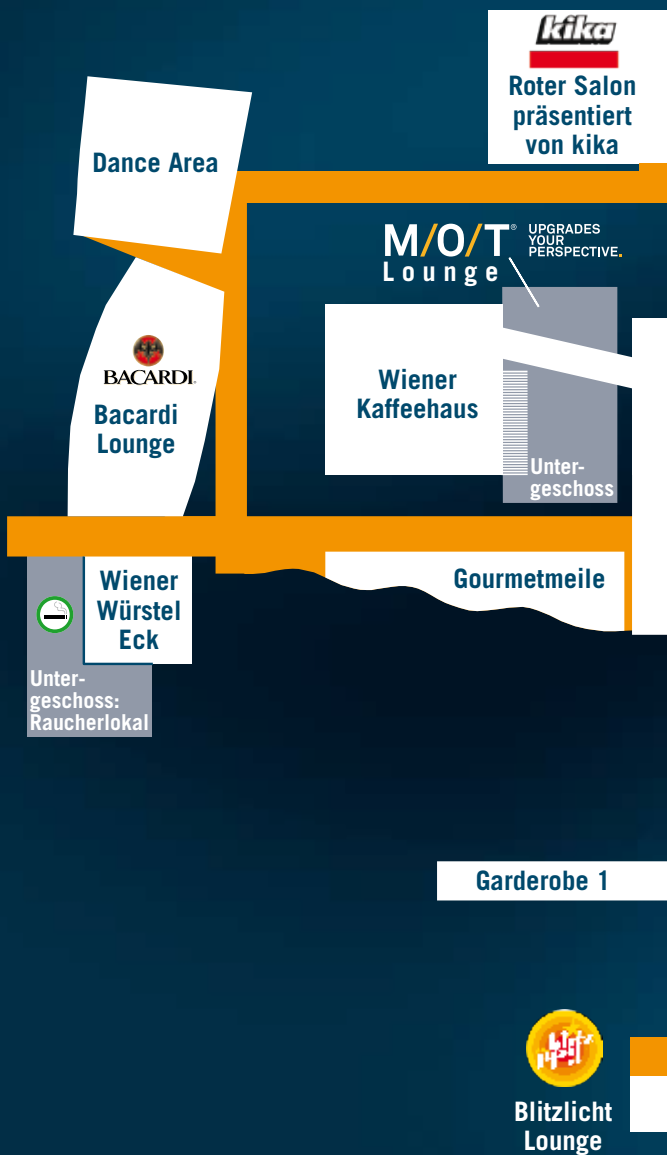 kika
Roter Salon
präsentiert
von kika
Dance Area
M/O/T®
Lounge
UPGRADES
YOUR
PERSPECTIVE.
BACARDI.
Bacardi
Lounge
Wiener
Kaffeehaus
Unter-
geschoss
Wiener
Würstel
Eck
Gourmetmeile
Unter-
geschoss:
Raucherlokal
Garderobe 1
Blitzlicht
Lounge